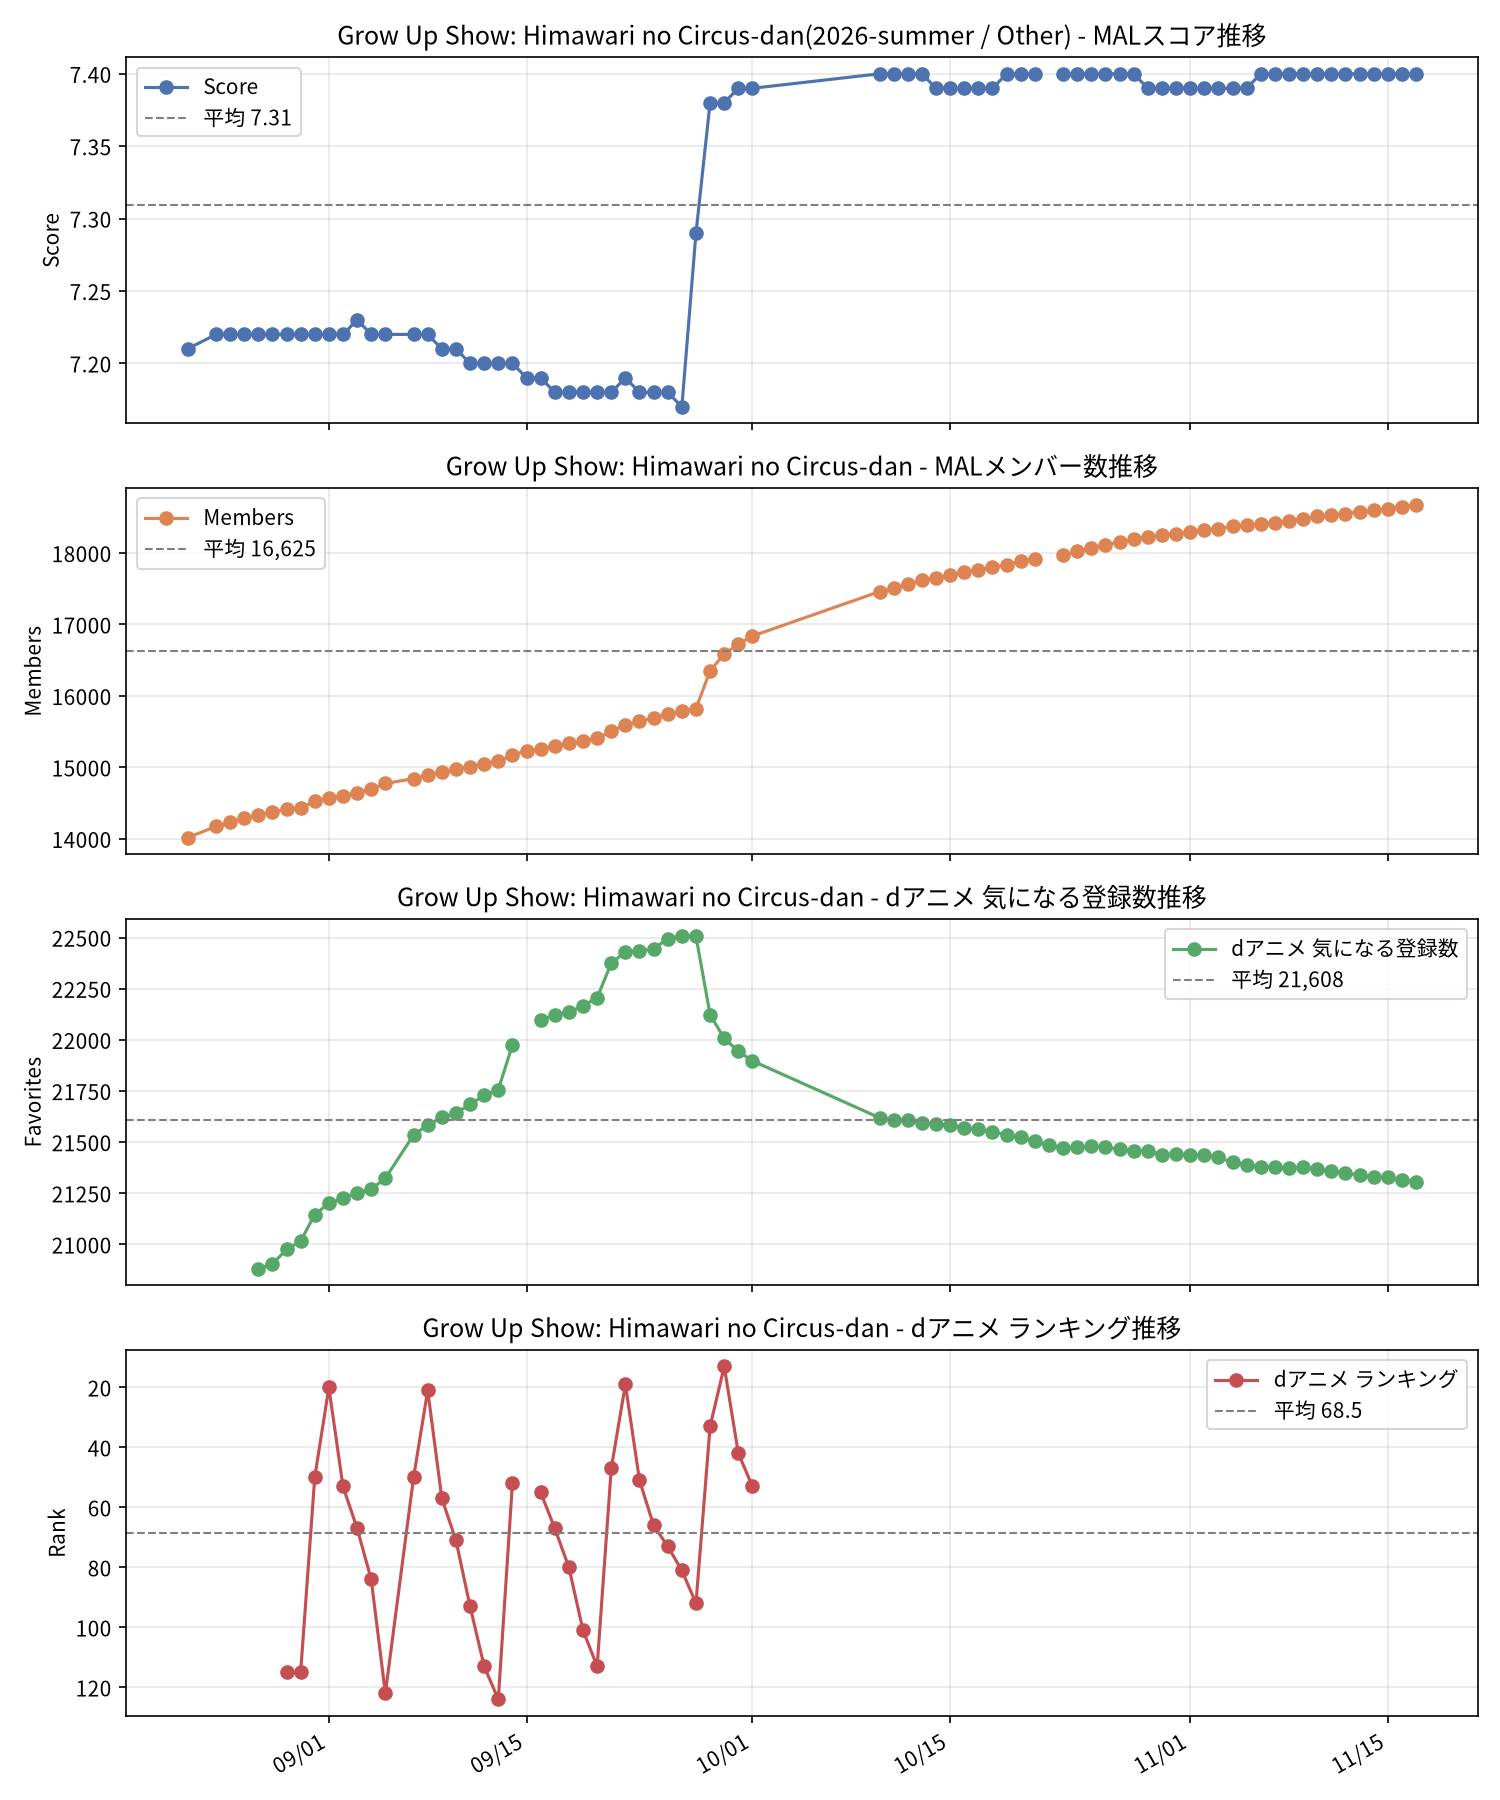 Grow Up Show: Himawari no Circus-dan(2026-summer / Other) - MALスコア推移
Score
平均 7.31
Score
7.40
7.35
7.30
7.25
7.20
Grow Up Show: Himawari no Circus-dan - MALメンバー数推移
Members
平均 16,625
Members
18000
17000
16000
15000
14000
Grow Up Show: Himawari no Circus-dan - dアニメ 気になる登録数推移
dアニメ 気になる登録数
平均 21,608
Favorites
22500
22250
22000
21750
21500
21250
21000
Grow Up Show: Himawari no Circus-dan - dアニメ ランキング推移
dアニメ ランキング
平均 68.5
Rank
20
40
60
80
100
120
09/01
09/15
10/01
10/15
11/01
11/15